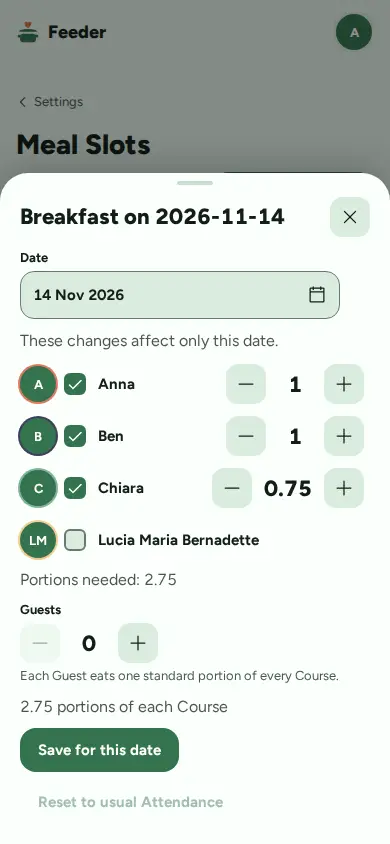 Feeder
A
Settings
Meal Slots
Breakfast on 2026-11-14
Date
14 Nov 2026
These changes affect only this date.
A Anna 1
B Ben 1
C Chiara 0.75
LM Lucia Maria Bernadette
Portions needed: 2.75
Guests
0
Each Guest eats one standard portion of every Course.
2.75 portions of each Course
Save for this date
Reset to usual Attendance